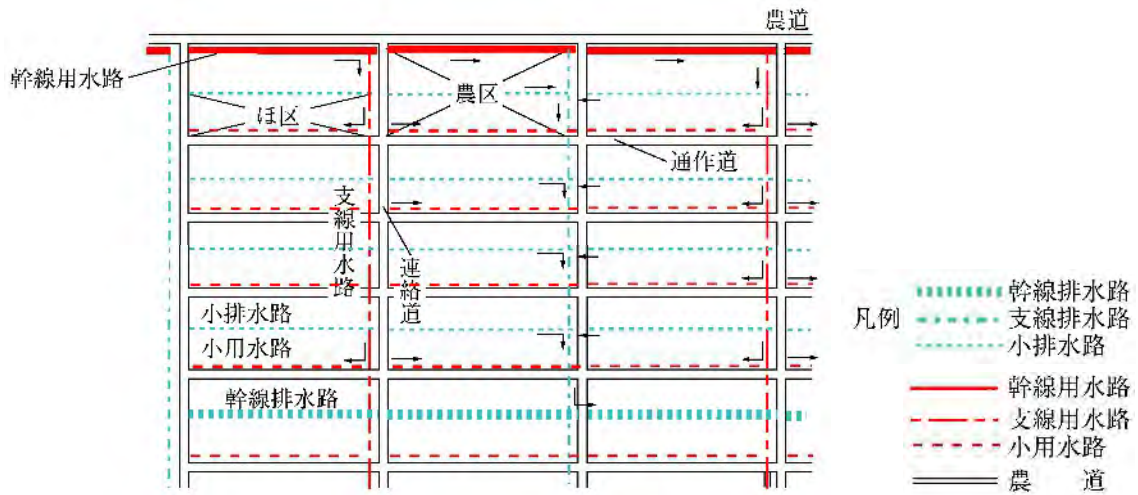 農道
幹線用水路
ほ区
農区
通作道
支線用水路
連絡道
小排水路
小用水路
幹線排水路
凡例
幹線排水路
支線排水路
小排水路
幹線用水路
支線用水路
小用水路
農　　道